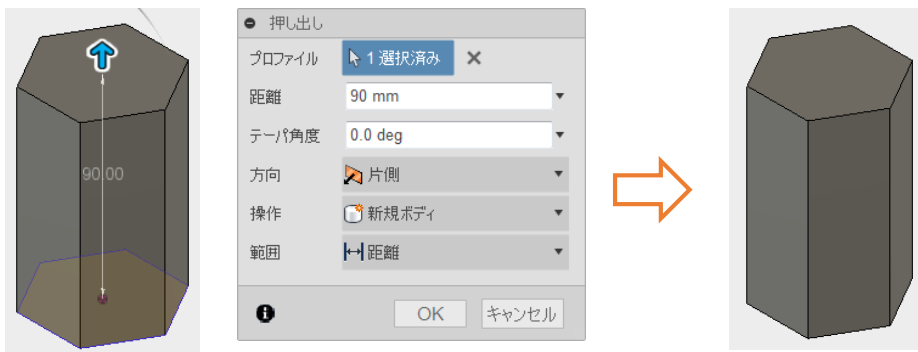 90.00
押し出し
プロファイル 1 選択済み
距離 90 mm
テーパ角度 0.0 deg
方向 片側
操作 新規ボディ
範囲 距離
OK キャンセル